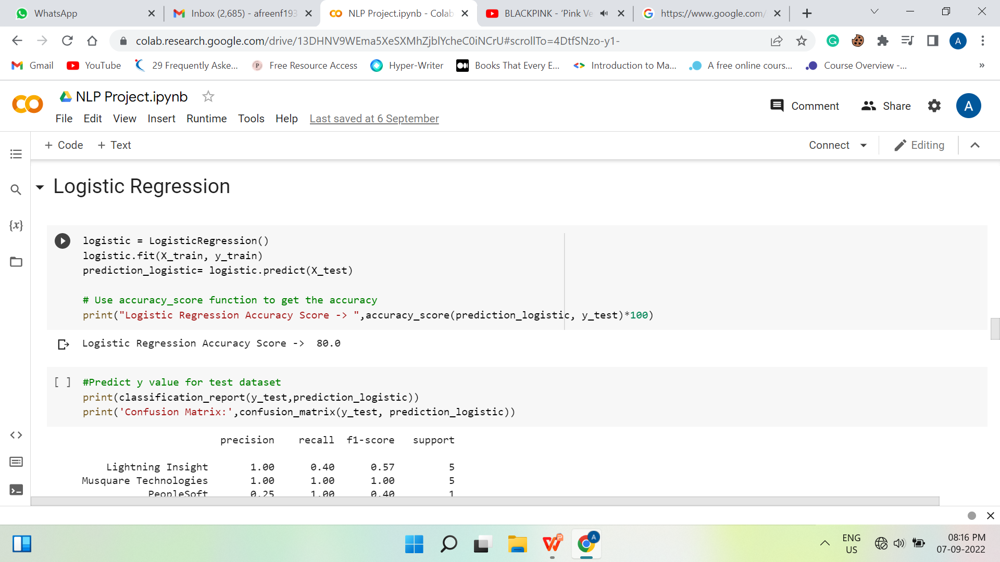 WhatsApp
Inbox (2,685) - afreenf193
NLP Project.ipynb - Colab
BLACKPINK - ‘Pink Ve
https://www.google.com/
colab.research.google.com/drive/13DHNV9WEma5XeSXMhZjblYcheC0iNCrU#scrollTo=4DtfSNzo-y1-
A
Gmail
YouTube
29 Frequently Aske...
Free Resource Access
Hyper-Writer
Books That Every E...
Introduction to Ma...
A free online cours...
Course Overview -...
»
NLP Project.ipynb
Comment
Share
A
File Edit View Insert Runtime Tools Help Last saved at 6 September
+ Code + Text
Connect
Editing
Logistic Regression
{x}
logistic = LogisticRegression()
logistic.fit(X_train, y_train)
prediction_logistic= logistic.predict(X_test)
# Use accuracy_score function to get the accuracy
print("Logistic Regression Accuracy Score -> ",accuracy_score(prediction_logistic, y_test)*100)
Logistic Regression Accuracy Score -> 80.0
[ ] #Predict y value for test dataset
print(classification_report(y_test,prediction_logistic))
print('Confusion Matrix:',confusion_matrix(y_test, prediction_logistic))
precision recall f1-score support
Lightning Insight 1.00 0.40 0.57 5
Musquare Technologies 1.00 1.00 1.00 5
PeopleSoft 0.25 1.00 0.40 1
A
ENG
US
08:16 PM
07-09-2022